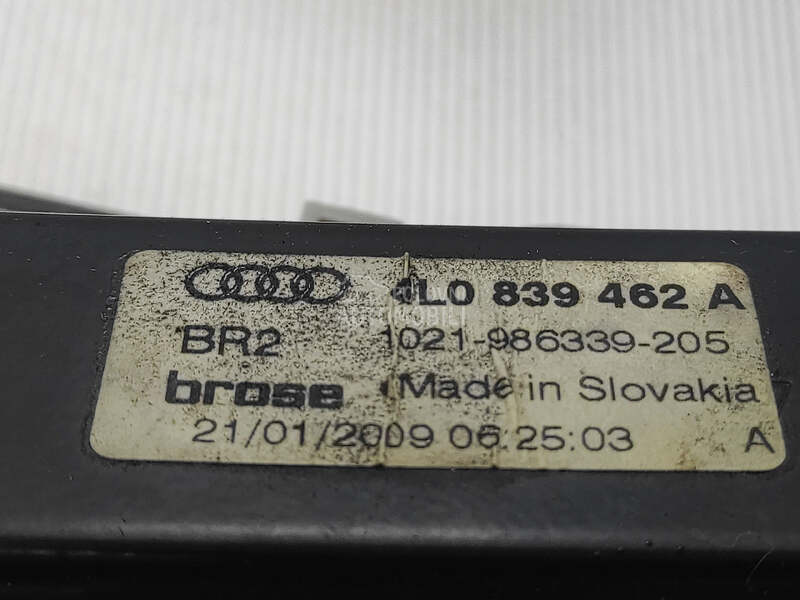 4L0 839 462 A
BR2 1021-986339-205
brose Made in Slovakia
21/01/2009 06:25:03 A